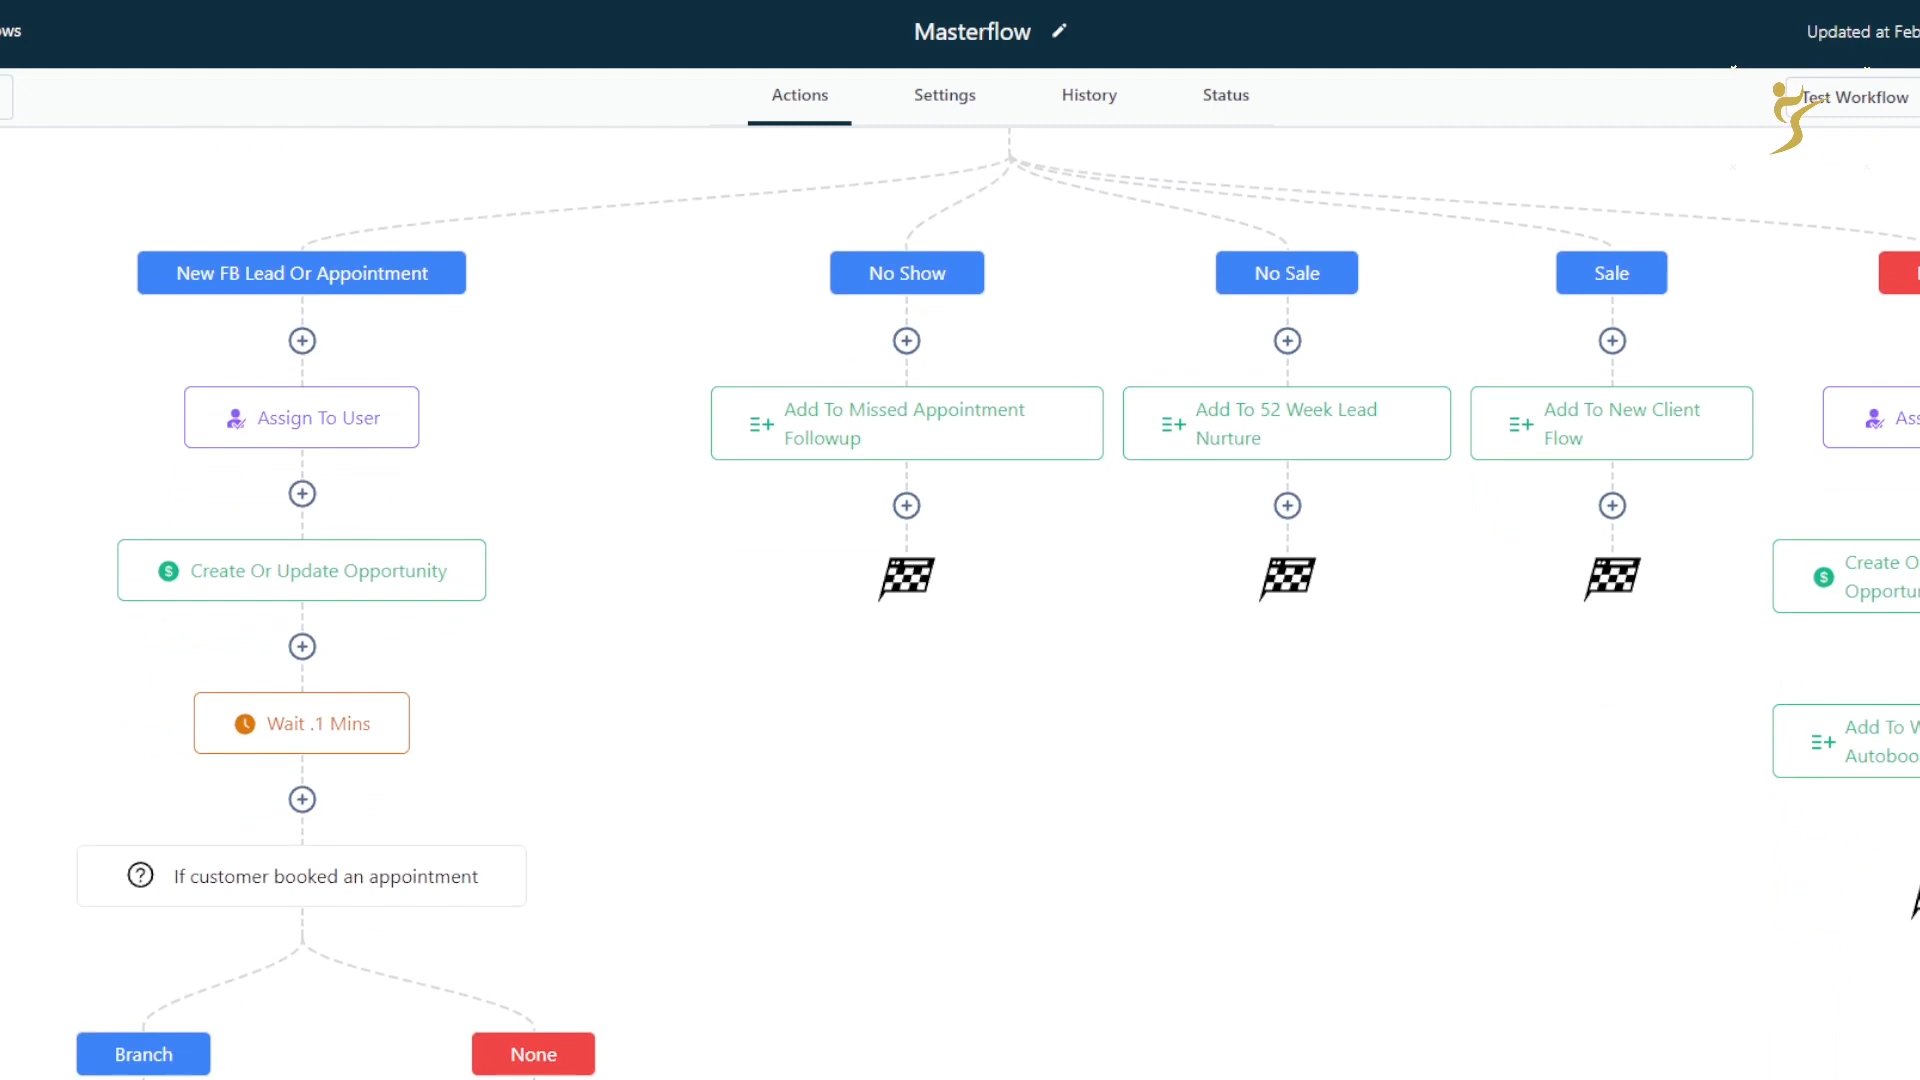 Masterflow
Updated at Feb
Actions
Settings
History
Status
Test Workflow
New FB Lead Or Appointment
No Show
No Sale
Sale
Assign To User
Add To Missed Appointment
Followup
Add To 52 Week Lead
Nurture
Add To New Client
Flow
Create Or Update Opportunity
Create O
Opportu
Wait .1 Mins
Add To
Autoboo
If customer booked an appointment
Branch
None